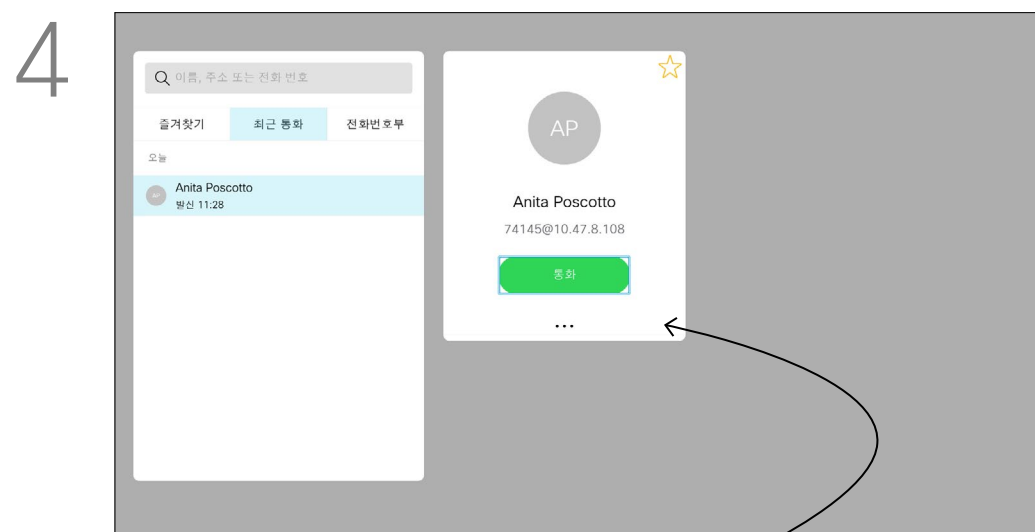 4
이름, 주소 또는 전화 번호
즐겨찾기 최근 통화 전화번호부
오늘
AP Anita Poscotto
발신 11:28
AP
Anita Poscotto
74145@10.47.8.108
통화
...